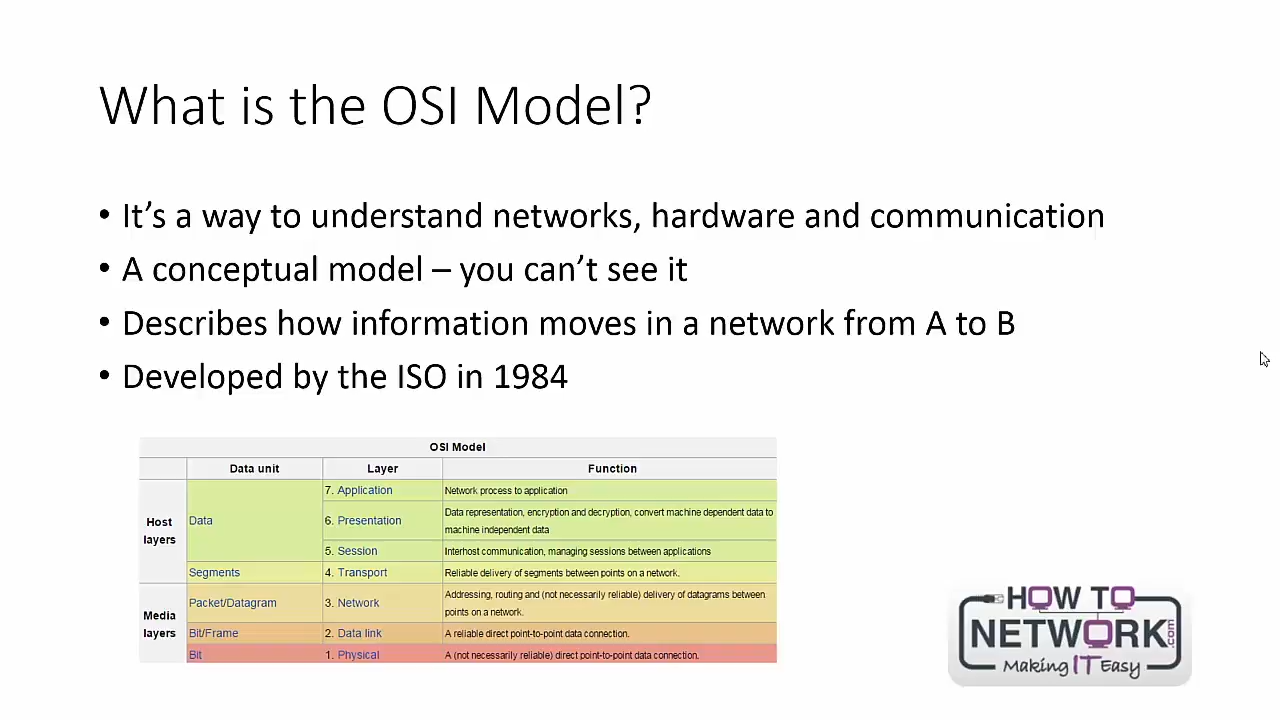 What is the OSI Model?
• It's a way to understand networks, hardware and communication
• A conceptual model – you can't see it
• Describes how information moves in a network from A to B
• Developed by the ISO in 1984
OSI Model
Data unit Layer Function
Host layers
Data
7. Application Network process to application
6. Presentation Data representation, encryption and decryption, convert machine dependent data to
machine independent data
5. Session Interhost communication, managing sessions between applications
Segments 4. Transport Reliable delivery of segments between points on a network.
Media layers
Packet/Datagram 3. Network Addressing, routing and (not necessarily reliable) delivery of datagrams between
points on a network.
Bit/Frame 2. Data link A reliable direct point-to-point data connection.
Bit 1. Physical A (not necessarily reliable) direct point-to-point data connection.
HOW TO
NETWORK.com
Making IT Easy